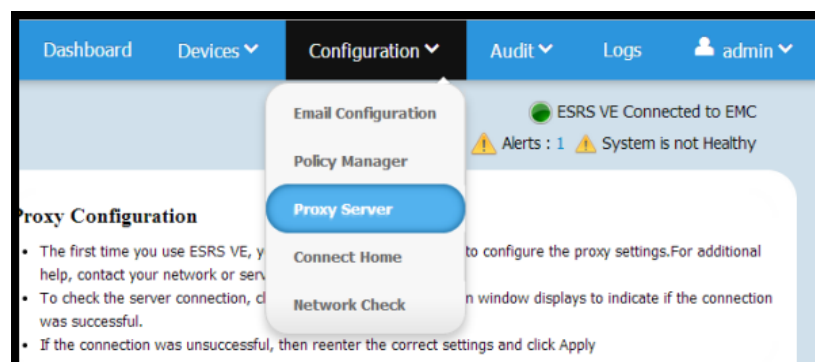 Dashboard Devices Configuration Audit Logs admin
ESRS VE Connected to EMC
Alerts : 1 System is not Healthy
Email Configuration
Policy Manager
Proxy Server
Connect Home
Network Check
Proxy Configuration
The first time you use ESRS VE, y to configure the proxy settings.For additional
help, contact your network or serv
To check the server connection, cl n window displays to indicate if the connection
was successful.
If the connection was unsuccessful, then reenter the correct settings and click Apply